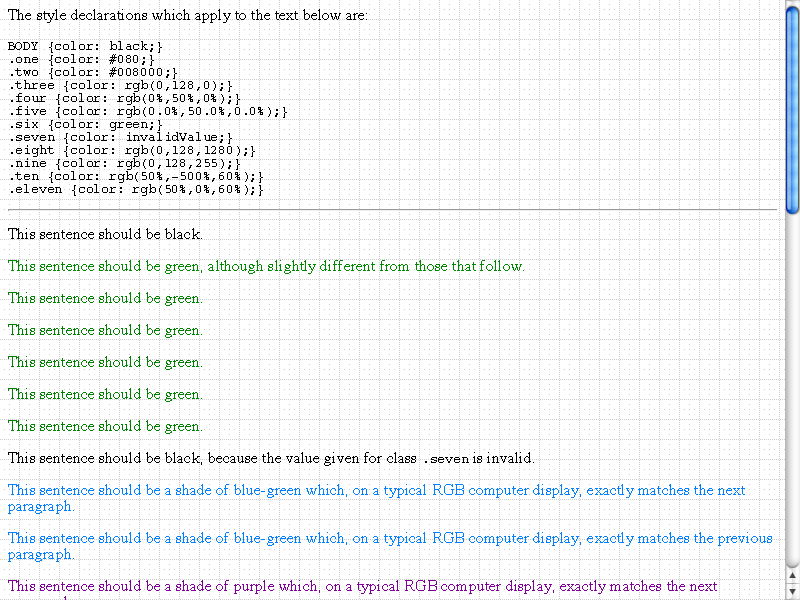 The style declarations which apply to the text below are:
BODY {color: black;}
.one {color: #080;}
.two {color: #008000;}
.three {color: rgb(0,128,0);}
.four {color: rgb(0%,50%,0%);}
.five {color: rgb(0.0%,50.0%,0.0%);}
.six {color: green;}
.seven {color: invalidValue;}
.eight {color: rgb(0,128,1280);}
.nine {color: rgb(0,128,255);}
.ten {color: rgb(50%,-500%,60%);}
.eleven {color: rgb(50%,0%,60%);}
This sentence should be black.
This sentence should be green, although slightly different from those that follow.
This sentence should be green.
This sentence should be green.
This sentence should be green.
This sentence should be green.
This sentence should be green.
This sentence should be black, because the value given for class .seven is invalid.
This sentence should be a shade of blue-green which, on a typical RGB computer display, exactly matches the next
paragraph.
This sentence should be a shade of blue-green which, on a typical RGB computer display, exactly matches the previous
paragraph.
This sentence should be a shade of purple which, on a typical RGB computer display, exactly matches the next